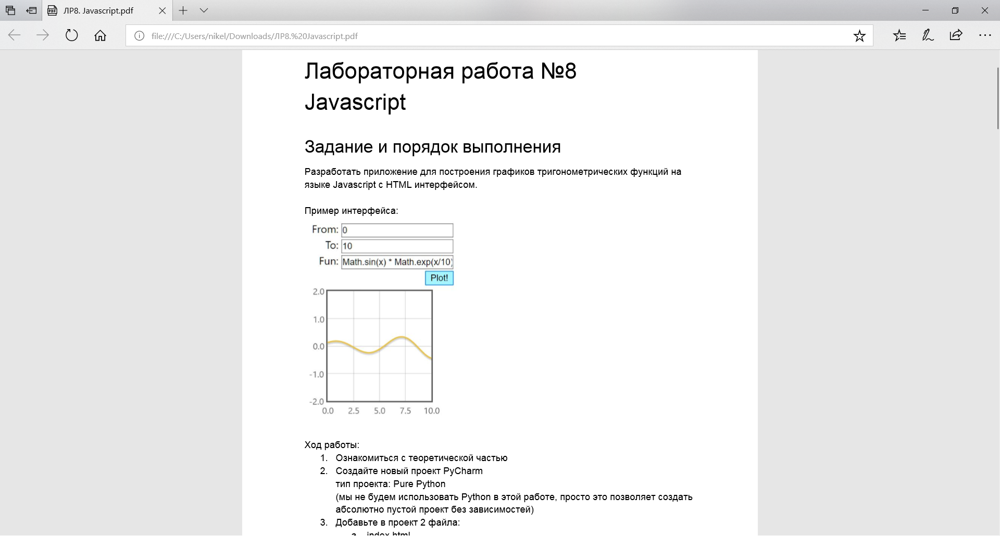 ЛР8. Javascript.pdf
file:///C:/Users/nikel/Downloads/ЛР8.%20Javascript.pdf
Лабораторная работа №8
Javascript
Задание и порядок выполнения
Разработать приложение для построения графиков тригонометрических функций на
языке Javascript с HTML интерфейсом.
Пример интерфейса:
From: 0
To: 10
Fun: Math.sin(x) * Math.exp(x/10)
Plot!
2.0
1.0
0.0
-1.0
-2.0
0.0 2.5 5.0 7.5 10.0
Ход работы:
1. Ознакомиться с теоретической частью
2. Создайте новый проект PyCharm
тип проекта: Pure Python
(мы не будем использовать Python в этой работе, просто это позволяет создать
абсолютно пустой проект без зависимостей)
3. Добавьте в проект 2 файла:
a. index.html